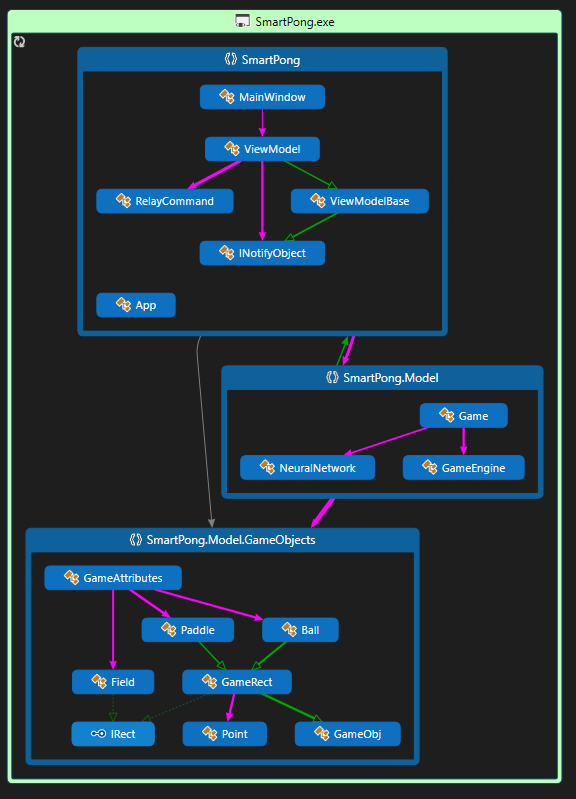 SmartPong.exe
SmartPong
MainWindow
ViewModel
RelayCommand
ViewModelBase
INotifyObject
App
SmartPong.Model
Game
NeuralNetwork
GameEngine
SmartPong.Model.GameObjects
GameAttributes
Paddle
Ball
Field
GameRect
IRect
Point
GameObj